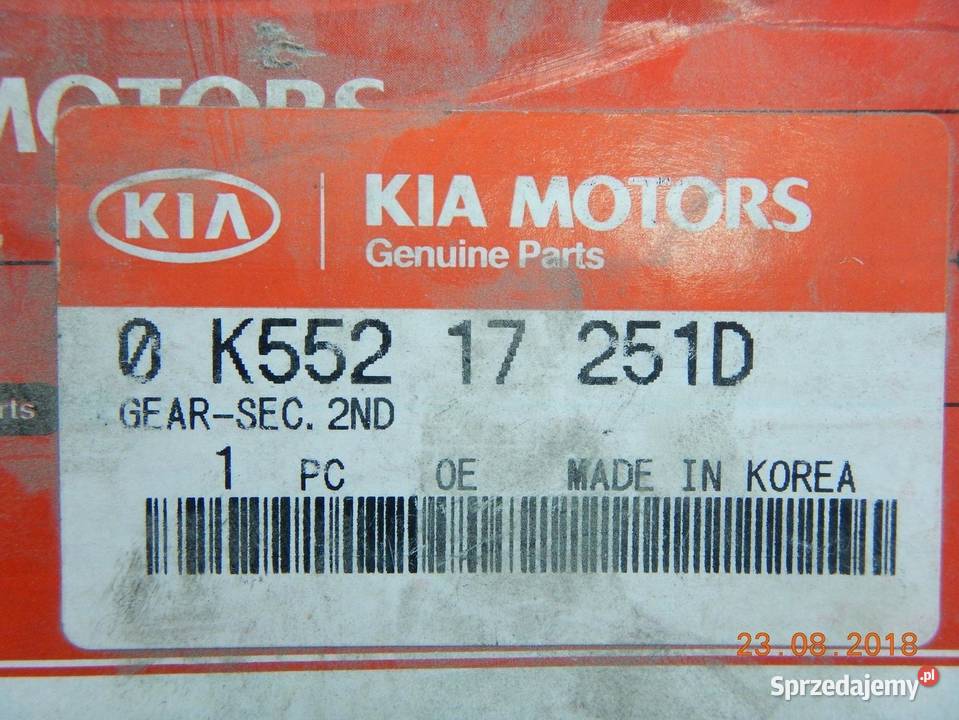 MOTORS
KIA
KIA MOTORS
Genuine Parts
0 K552 17 251D
rts
GEAR-SEC. 2ND
1 PC OE MADE IN KOREA
23.08.2018
Sprzedajemy.pl